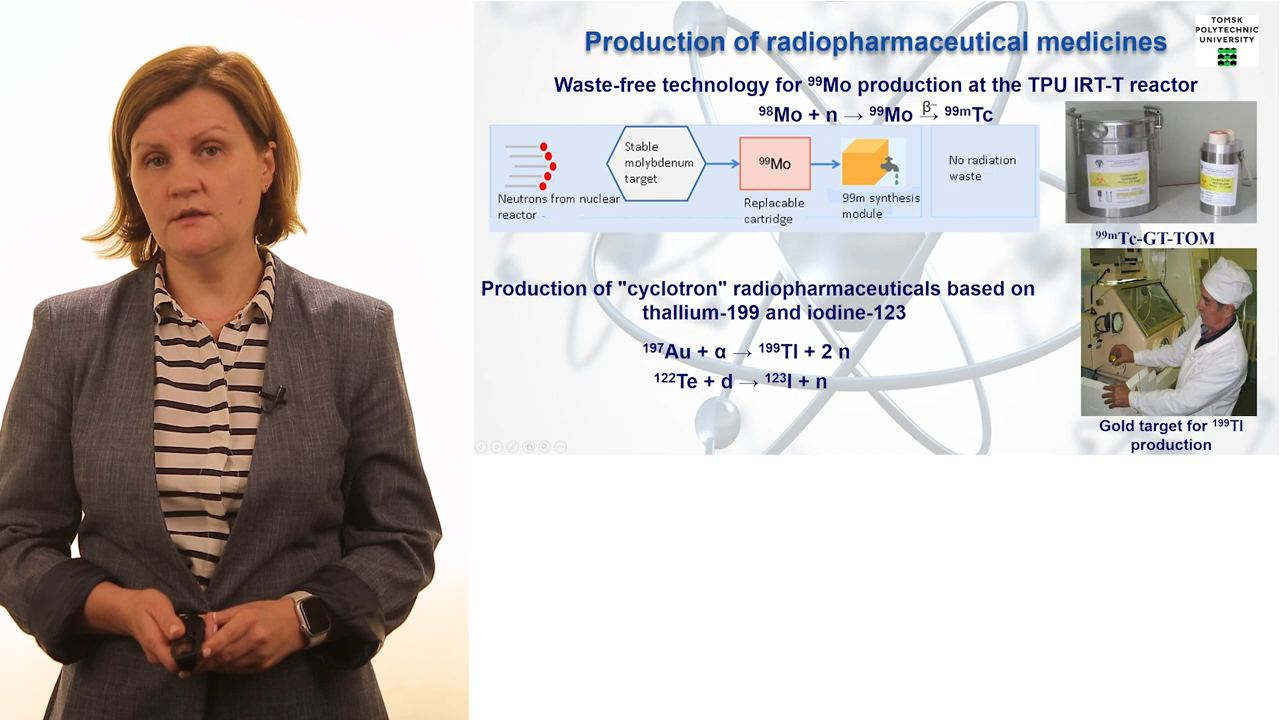 Production of radiopharmaceutical medicines
TOMSK
POLYTECHNIC
UNIVERSITY
Waste-free technology for ⁹⁹Mo production at the TPU IRT-T reactor
⁹⁸Mo + n → ⁹⁹Mo β⁻→ ⁹⁹ᵐTc
Neutrons from nuclear
reactor
Stable
molybdenum
target
⁹⁹Mo
Replacable
cartridge
99m synthesis
module
No radiation
waste
⁹⁹ᵐTc-GT-TOM
Production of "cyclotron" radiopharmaceuticals based on
thallium-199 and iodine-123
¹⁹⁷Au + α → ¹⁹⁹Tl + 2 n
¹²²Te + d → ¹²³I + n
Gold target for ¹⁹⁹Tl
production